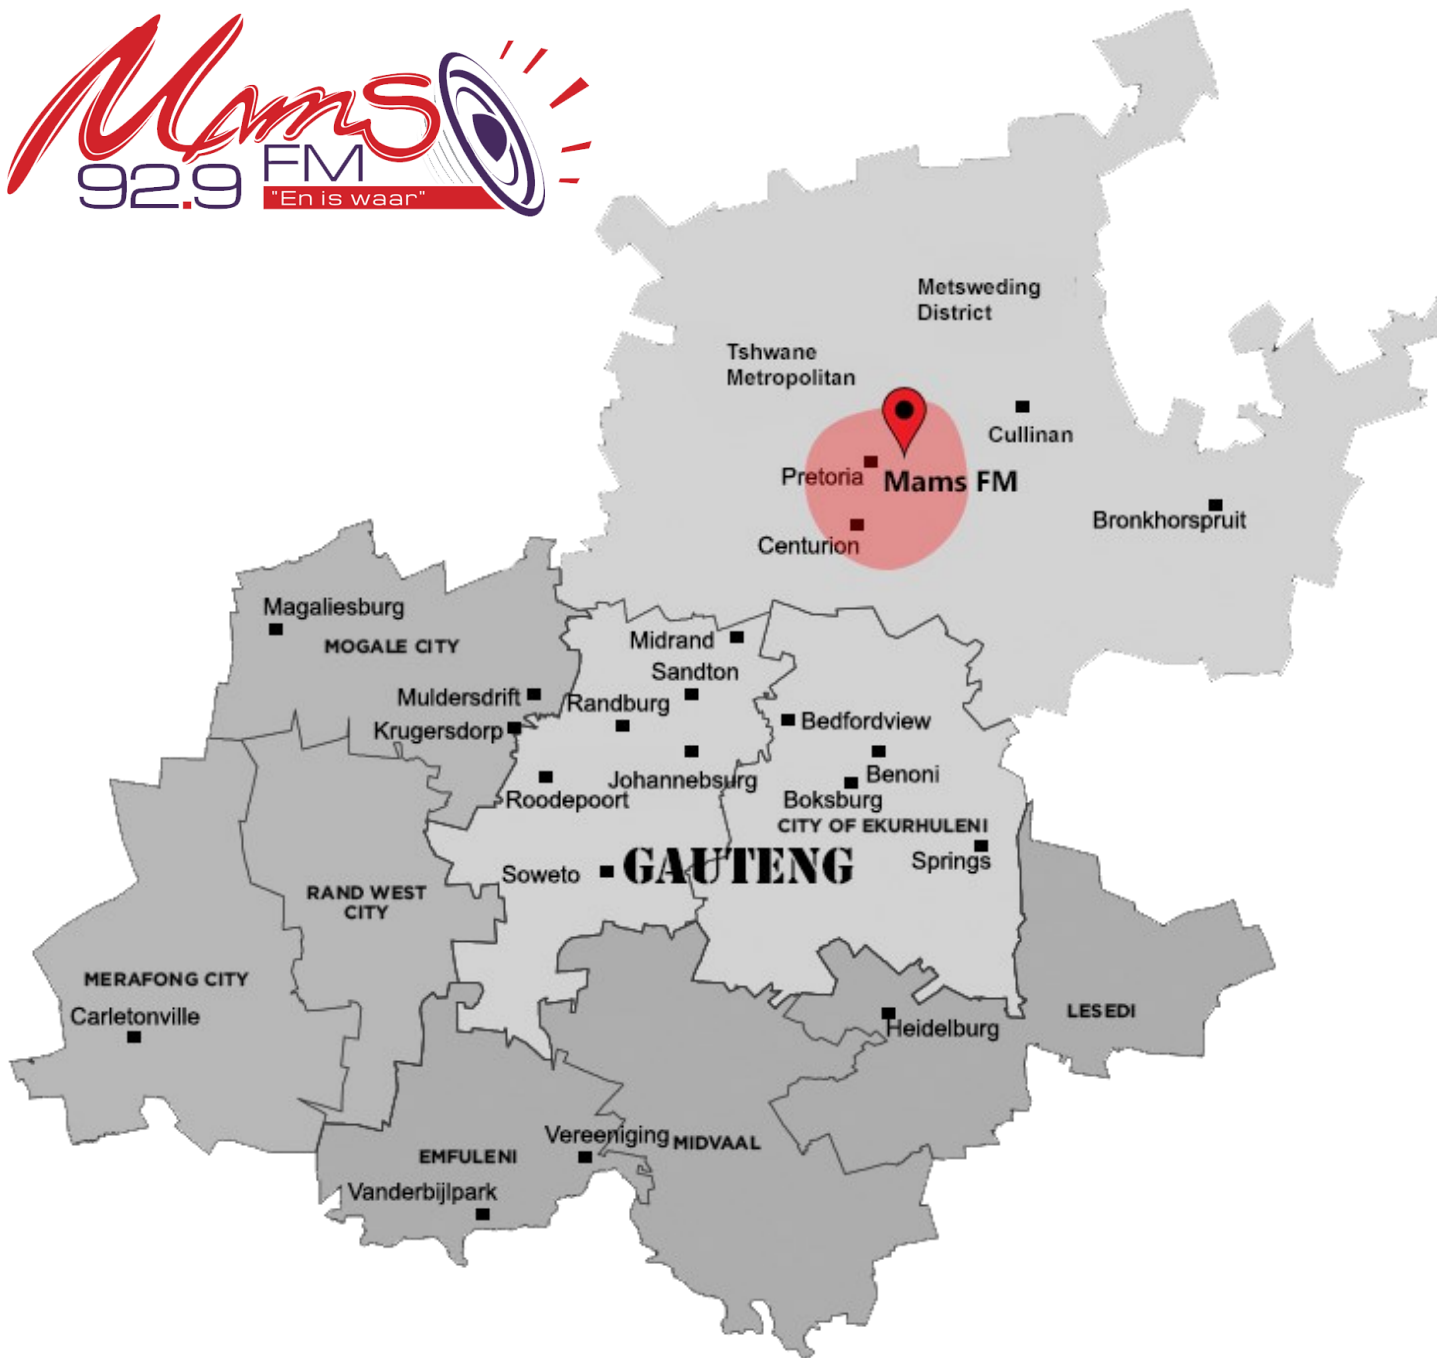 Mams
92.9 FM
"En is waar"
Metsweding
District
Tshwane
Metropolitan
Cullinan
Pretoria
Mams FM
Bronkhorspruit
Centurion
Magaliesburg
MOGALE CITY
Midrand
Sandton
Muldersdrift
Randburg
Krugersdorp
Bedfordview
Johannebsurg
Benoni
Roodepoort
Boksburg
CITY OF EKURHULENI
Springs
Soweto
GAUTENG
RAND WEST
CITY
MERAFONG CITY
Carletonville
LESEDI
Heidelburg
Vereeniging
MIDVAAL
EMFULENI
Vanderbijlpark